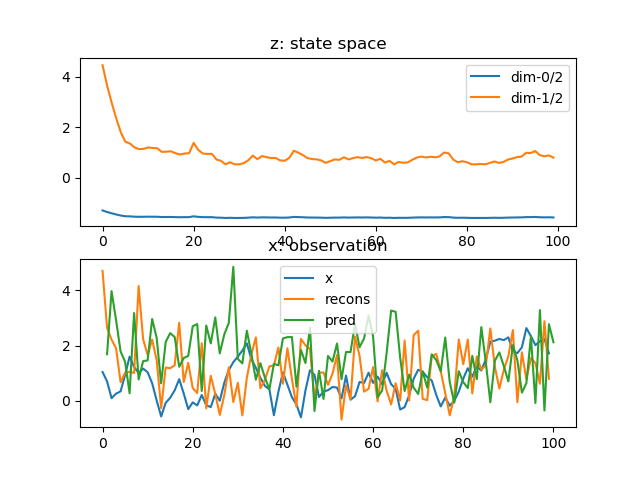 z: state space
4
2
0
dim-0/2
dim-1/2
0 20 40 60 80 100
x: observation
4
2
0
x
recons
pred
0 20 40 60 80 100